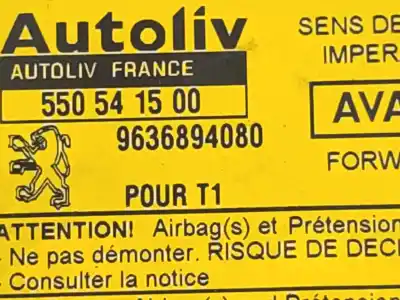 Autoliv
SENS DE
IMPER
AUTOLIV FRANCE
550 54 15 00
AVA
9636894080
FORW
POUR T1
ATTENTION! Airbag(s) et Prétension
- Ne pas démonter. RISQUE DE DECL
- Consulter la notice